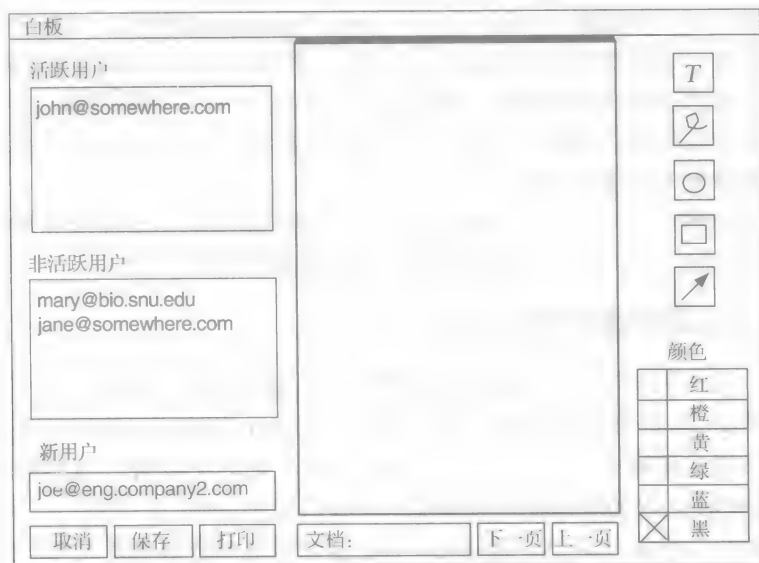 白板
活跃用户
john@somewhere.com
非活跃用户
mary@bio.snu.edu
jane@somewhere.com
新用户
joe@eng.company2.com
取消 保存 打印
文档:
下一页 上一页
T
颜色
红
橙
黄
绿
蓝
黑